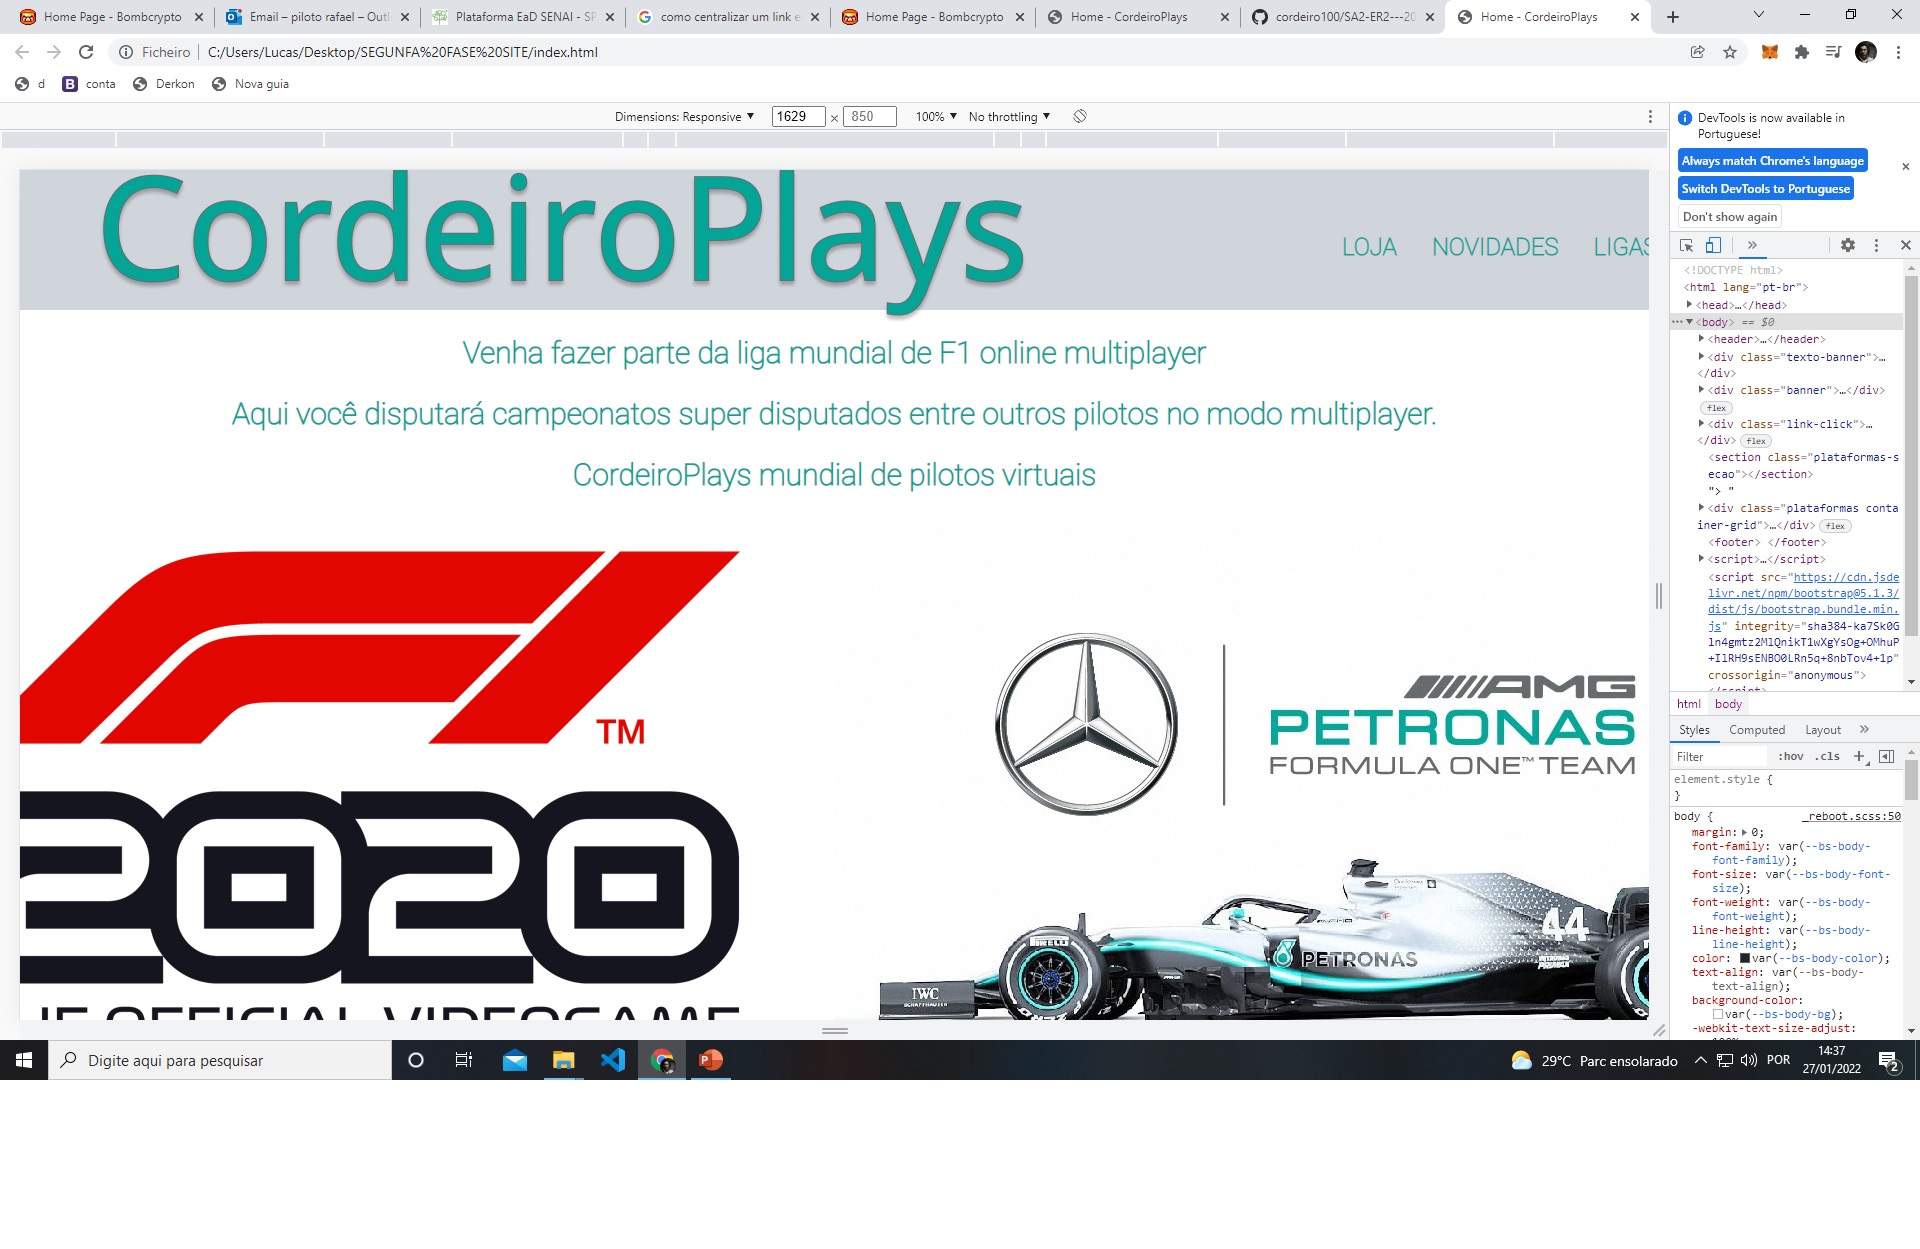 Home Page - Bombcrypto
Email – piloto rafael – Outl
Plataforma EaD SENAI - SP
como centralizar um link e
Home Page - Bombcrypto
Home - CordeiroPlays
cordeiro100/SA2-ER2---20
Home - CordeiroPlays
Ficheiro
C:/Users/Lucas/Desktop/SEGUNFA%20FASE%20SITE/index.html
d
conta
Derkon
Nova guia
Dimensions: Responsive
1629 × 850
100%
No throttling
DevTools is now available in
Portuguese!
Always match Chrome's language
Switch DevTools to Portuguese
Don't show again
CordeiroPlays
LOJA
NOVIDADES
LIGAS
Venha fazer parte da liga mundial de F1 online multiplayer
Aqui você disputará campeonatos super disputados entre outros pilotos no modo multiplayer.
CordeiroPlays mundial de pilotos virtuais
TM
2020
THE OFFICIAL VIDEOGAME
AMG
PETRONAS
FORMULA ONE™ TEAM
44
PIRELLI
PETRONAS
IWC
SCHAFFHAUSEN
<!DOCTYPE html>
<html lang="pt-br">
<head>…</head>
<body> == $0
<header>…</header>
<div class="texto-banner">…
</div>
<div class="banner">…</div>
flex
<div class="link-click">…
</div> flex
<section class="plataformas-s
ecao"></section>
"> "
<div class="plataformas conta
iner-grid">…</div> flex
<footer> </footer>
<script>…</script>
<script src="https://cdn.jsde
livr.net/npm/bootstrap@5.1.3/
dist/js/bootstrap.bundle.min.
js" integrity="sha384-ka7Sk0G
ln4gmtz2MlQnikT1wXgYsOg+OMhuP
+IlRH9sENBO0LRn5q+8nbTov4+1p"
crossorigin="anonymous">
</script>
html
body
Styles
Computed
Layout
Filter
:hov
.cls
element.style {
}
body {
_reboot.scss:50
margin: 0;
font-family: var(--bs-body-
font-family);
font-size: var(--bs-body-font-
size);
font-weight: var(--bs-body-
font-weight);
line-height: var(--bs-body-
line-height);
color: var(--bs-body-color);
text-align: var(--bs-body-
text-align);
background-color:
var(--bs-body-bg);
-webkit-text-size-adjust:
100%
Digite aqui para pesquisar
29°C Parc ensolarado
POR
14:37
27/01/2022
2